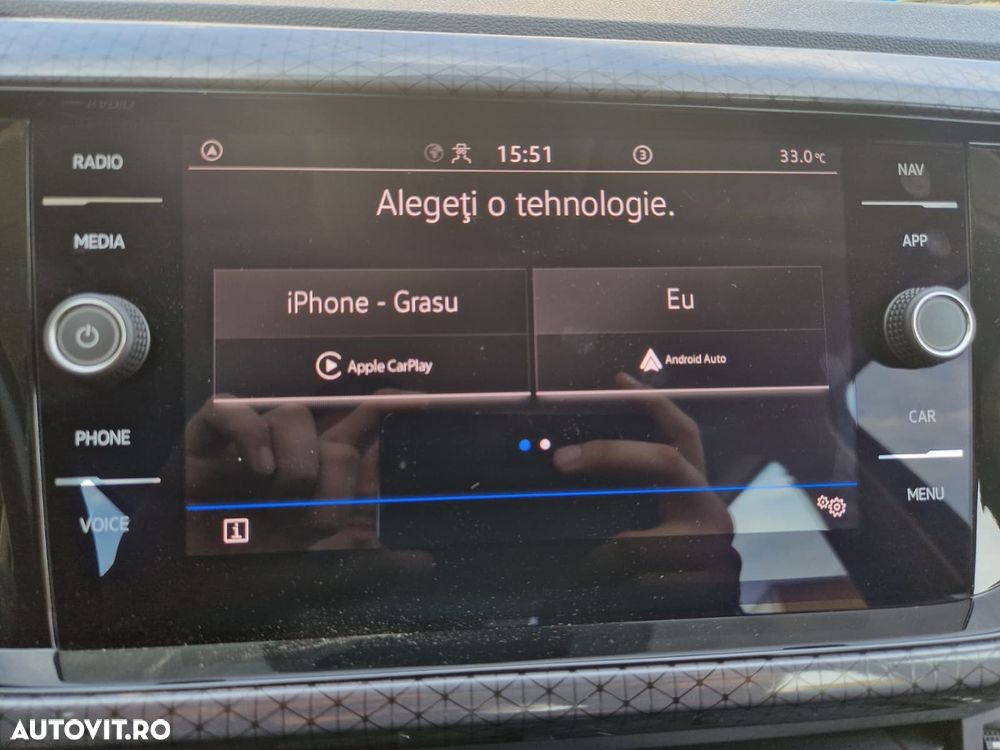 RADIO
MEDIA
PHONE
VOICE
15:51
3
33.0°C
Alegeţi o tehnologie.
iPhone - Grasu
Apple CarPlay
Eu
Android Auto
i
NAV
APP
CAR
MENU
AUTOVIT.RO